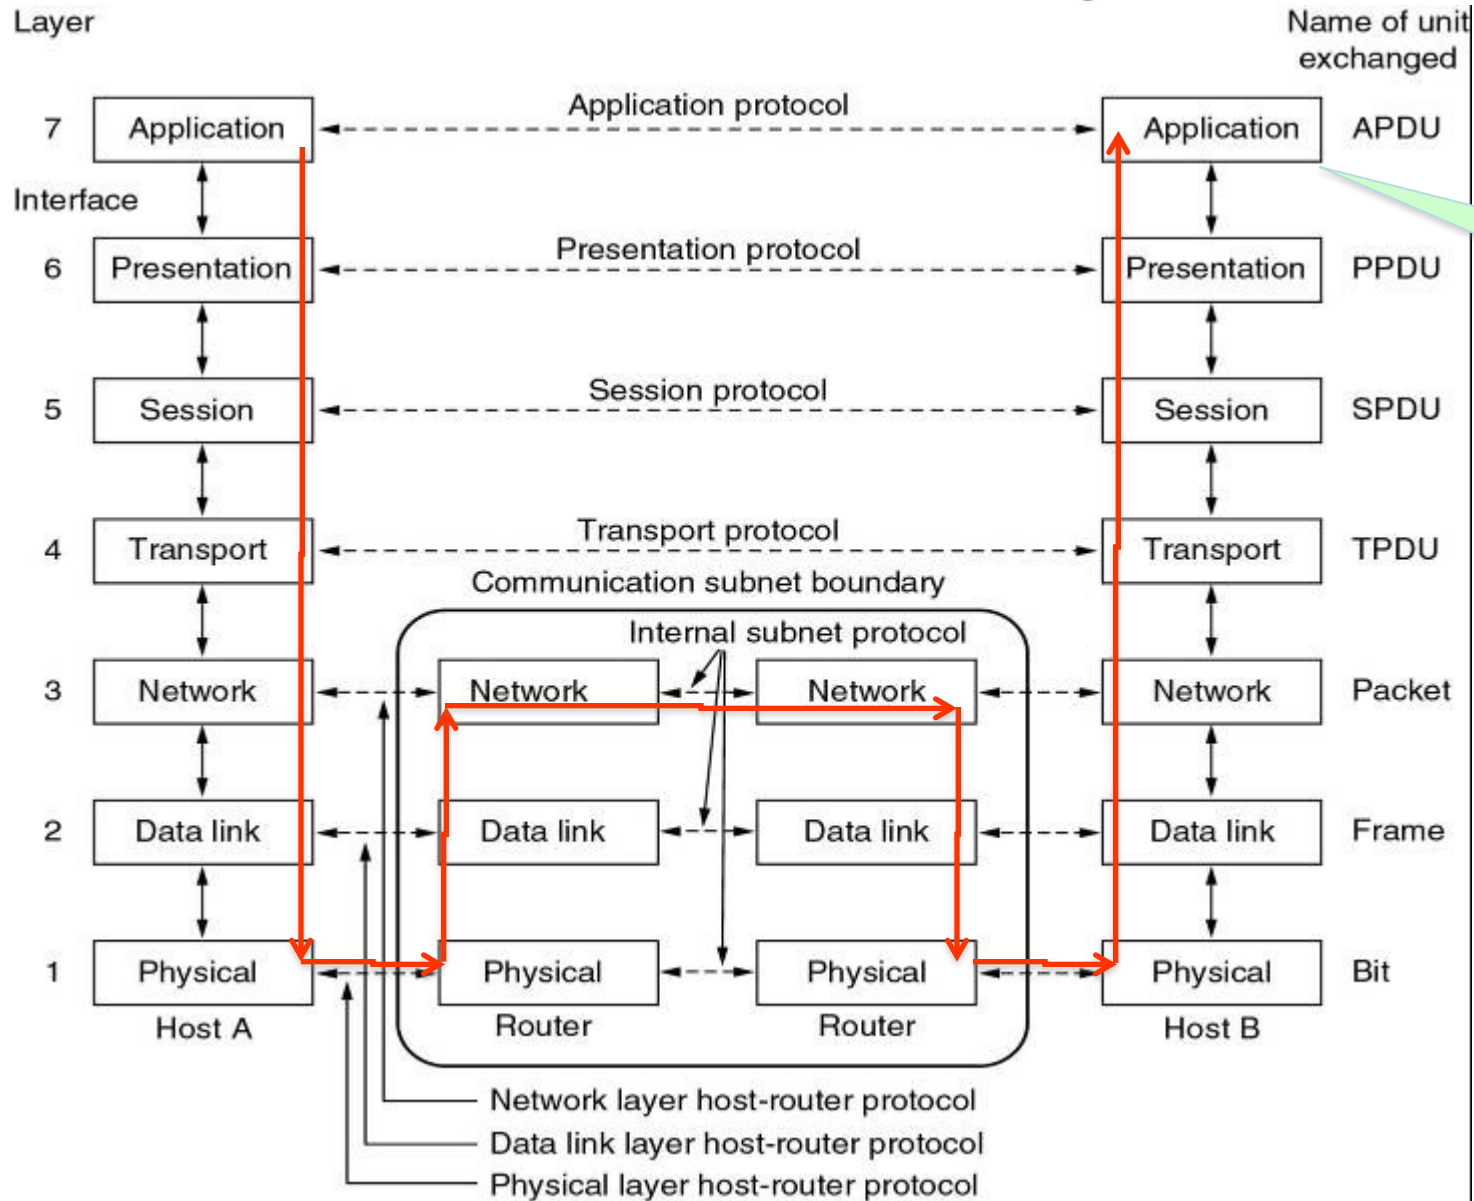 Layer
Name of unit
exchanged
7
Application
Application protocol
Application
APDU
Interface
6
Presentation
Presentation protocol
Presentation
PPDU
5
Session
Session protocol
Session
SPDU
4
Transport
Transport protocol
Transport
TPDU
Communication subnet boundary
Internal subnet protocol
3
Network
Network
Network
Network
Packet
2
Data link
Data link
Data link
Data link
Frame
1
Physical
Physical
Physical
Physical
Bit
Host A
Router
Router
Host B
Network layer host-router protocol
Data link layer host-router protocol
Physical layer host-router protocol